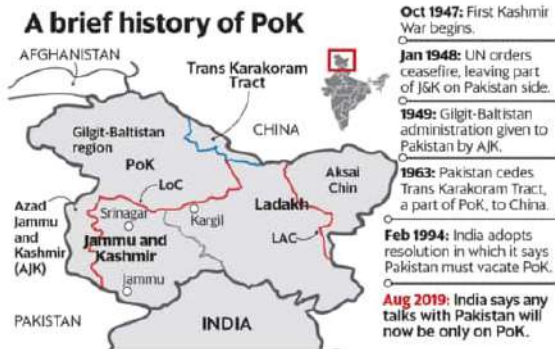 A brief history of PoK
AFGHANISTAN
Trans Karakoram
Tract
CHINA
Gilgit-Baltistan
region
PoK
LoC
Aksai
Chin
Azad
Jammu
and
Kashmir
(AJK)
Srinagar
Kargil
Ladakh
Jammu and
Kashmir
LAC
Jammu
PAKISTAN
INDIA
Oct 1947: First Kashmir
War begins.
Jan 1948: UN orders
ceasefire, leaving part
of J&K on Pakistan side.
1949: Gilgit-Baltistan
administration given to
Pakistan by AJK.
1963: Pakistan cedes
Trans Karakoram Tract,
a part of PoK, to China.
Feb 1994: India adopts
resolution in which it says
Pakistan must vacate PoK.
Aug 2019: India says any
talks with Pakistan will
now be only on PoK.